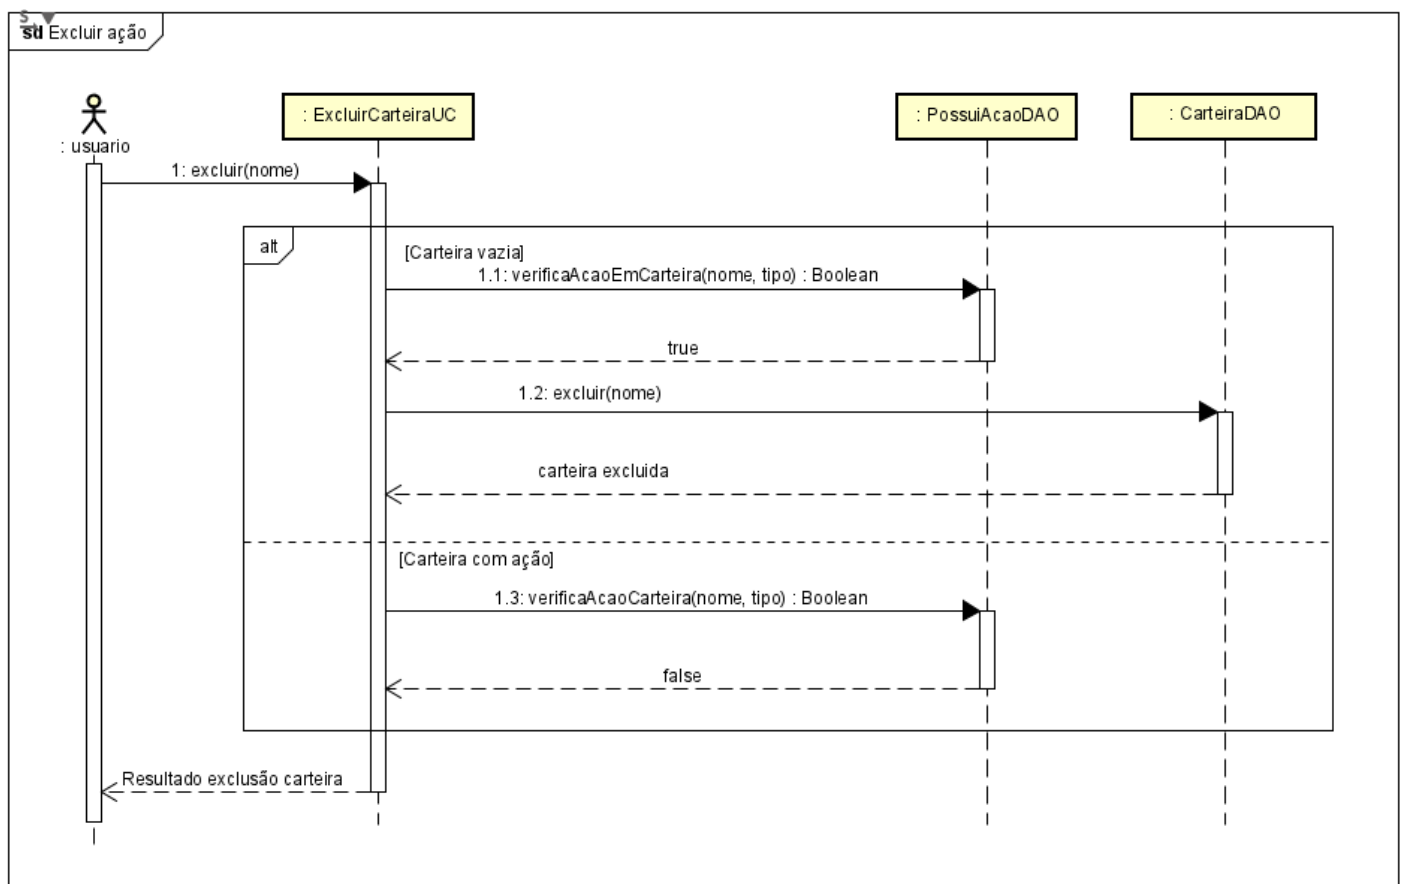 S
sd Excluir ação
: usuario
: ExcluirCarteiraUC
: PossuiAcaoDAO
: CarteiraDAO
1: excluir(nome)
alt
[Carteira vazia]
1.1: verificaAcaoEmCarteira(nome, tipo) : Boolean
true
1.2: excluir(nome)
carteira excluida
[Carteira com ação]
1.3: verificaAcaoCarteira(nome, tipo) : Boolean
false
Resultado exclusão carteira